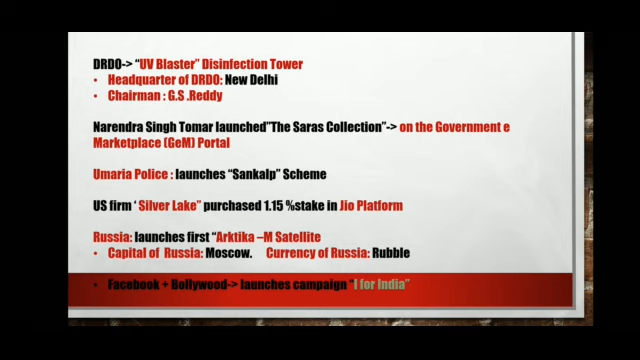 DRDO-> “UV Blaster” Disinfection Tower
• Headquarter of DRDO: New Delhi
• Chairman : G.S .Reddy
Narendra Singh Tomar launched”The Saras Collection”-> on the Government e
Marketplace (GeM) Portal
Umaria Police : launches “Sankalp” Scheme
US firm ‘ Silver Lake” purchased 1.15 %stake in Jio Platform
Russia: launches first “Arktika –M Satellite
• Capital of Russia: Moscow. Currency of Russia: Rubble
• Facebook + Bollywood-> launches campaign “I for India”